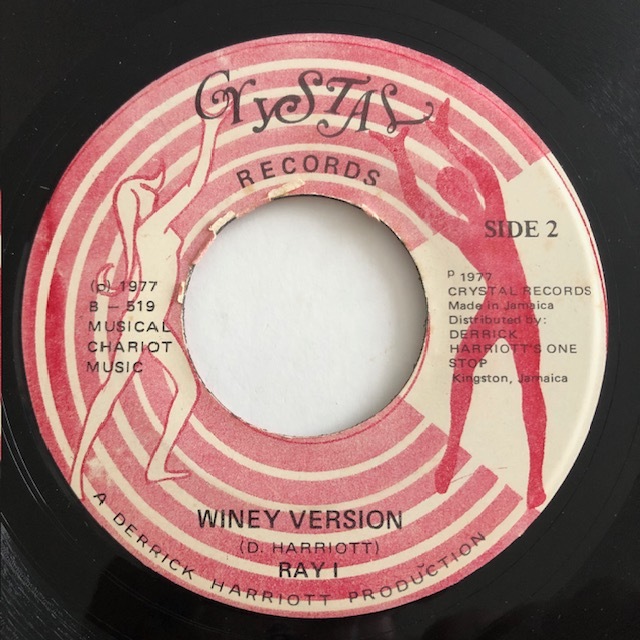 CRYSTAL
RECORDS
SIDE 2
(c) 1977
B - 519
MUSICAL
CHARIOT
MUSIC
P 1977
CRYSTAL RECORDS
Made in Jamaica
Distributed by:
DERRICK
HARRIOTT'S ONE
STOP
Kingston, Jamaica
WINEY VERSION
(D. HARRIOTT)
RAY I
A DERRICK HARRIOTT PRODUCTION